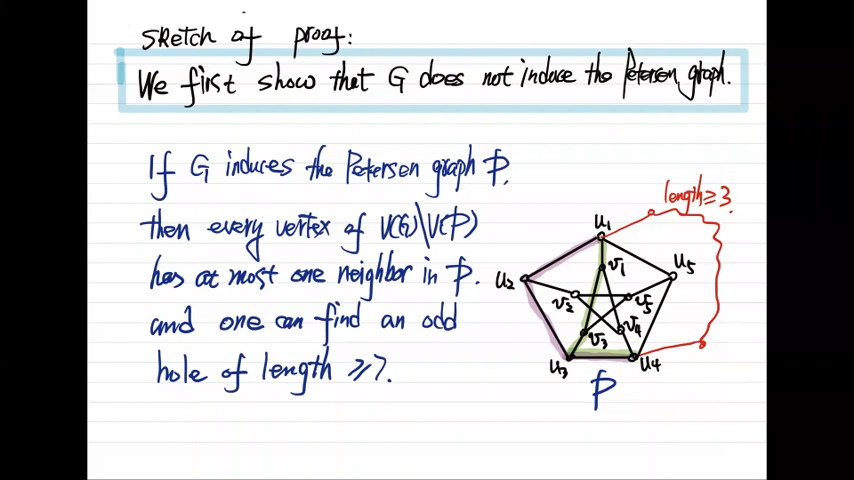 sketch of proof:
We first show that G does not induce the Petersen graph.
If G induces the Petersen graph P,
then every vertex of V(G)\V(P)
has at most one neighbor in P.
and one can find an odd
hole of length ≥7.
length ≥ 3.
u1
u2
u5
v1
v2
v5
v4
v3
u3
u4
P